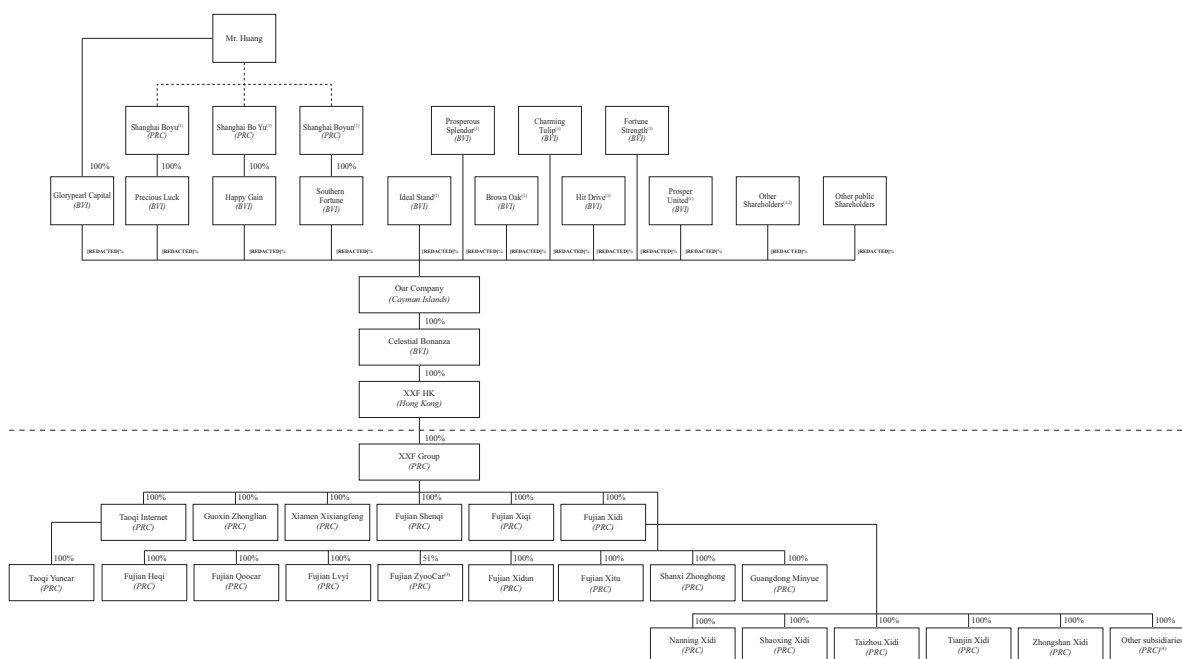 Mr. Huang
Shanghai Boyu(1)
(PRC)
Shanghai Bo Yu(1)
(PRC)
Shanghai Boyun(1)
(PRC)
Prosperous
Splendor(1)
(BVI)
Charming
Tulip(1)
(BVI)
Fortune
Strength(1)
(BVI)
100%
100%
100%
100%
Glorypearl Capital
(BVI)
Precious Luck
(BVI)
Happy Gain
(BVI)
Southern
Fortune
(BVI)
Ideal Stand(1)
(BVI)
Brown Oak(1)
(BVI)
Hit Drive(1)
(BVI)
Prosper
United(1)
(BVI)
Other
Shareholders(1,2)
Other public
Shareholders
[REDACTED]%
[REDACTED]%
[REDACTED]%
[REDACTED]%
[REDACTED]%
[REDACTED]%
[REDACTED]%
[REDACTED]%
[REDACTED]%
[REDACTED]%
[REDACTED]%
[REDACTED]%
[REDACTED]%
Our Company
(Cayman Islands)
100%
Celestial Bonanza
(BVI)
100%
XXF HK
(Hong Kong)
100%
XXF Group
(PRC)
100%
100%
100%
100%
100%
100%
Taoqi Internet
(PRC)
Guoxin Zhonglian
(PRC)
Xiamen Xixiangfeng
(PRC)
Fujian Shenqi
(PRC)
Fujian Xiqi
(PRC)
Fujian Xidi
(PRC)
100%
100%
100%
100%
51%
100%
100%
100%
100%
Taoqi Yuncar
(PRC)
Fujian Heqi
(PRC)
Fujian Qoocar
(PRC)
Fujian Lvyi
(PRC)
Fujian ZyooCar(3)
(PRC)
Fujian Xidun
(PRC)
Fujian Xitu
(PRC)
Shanxi Zhonghong
(PRC)
Guangdong Minyue
(PRC)
100%
100%
100%
100%
100%
100%
Nanning Xidi
(PRC)
Shaoxing Xidi
(PRC)
Taizhou Xidi
(PRC)
Tianjin Xidi
(PRC)
Zhongshan Xidi
(PRC)
Other subsidiaries
(PRC)(4)